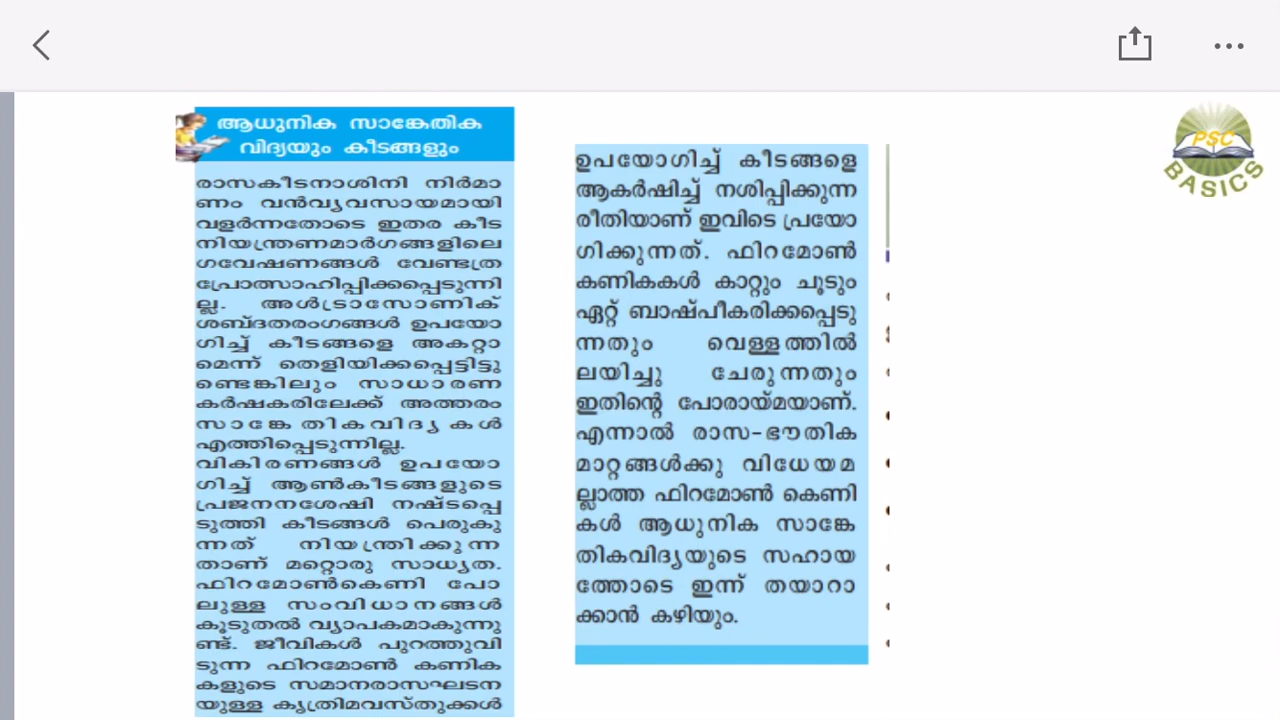 ആധുനിക സാങ്കേതിക
വിദ്യയും കീടങ്ങളും
രാസകീടനാശിനി നിർമാ
ണം വൻവ്യവസായമായി
വളർന്നതോടെ ഇതര കീട
നിയന്ത്രണമാർഗങ്ങളിലെ
ഗവേഷണങ്ങൾ വേണ്ടത്ര
പ്രോത്സാഹിപ്പിക്കപ്പെടുന്നി
ല്ല. അൾട്രാസോണിക്
ശബ്ദതരംഗങ്ങൾ ഉപയോ
ഗിച്ച് കീടങ്ങളെ അകറ്റാ
മെന്ന് തെളിയിക്കപ്പെട്ടിട്ടു
ണ്ടെങ്കിലും സാധാരണ
കർഷകരിലേക്ക് അത്തരം
സാങ്കേതികവിദ്യകൾ
എത്തിപ്പെടുന്നില്ല.
വികിരണങ്ങൾ ഉപയോ
ഗിച്ച് ആൺകീടങ്ങളുടെ
പ്രജനനശേഷി നഷ്ടപ്പെ
ടുത്തി കീടങ്ങൾ പെരുകു
ന്നത് നിയന്ത്രിക്കുന്ന
താണ് മറ്റൊരു സാധ്യത.
ഫിറമോൺകെണി പോ
ലുള്ള സംവിധാനങ്ങൾ
കൂടുതൽ വ്യാപകമാകുന്നു
ണ്ട്. ജീവികൾ പുറത്തുവി
ടുന്ന ഫിറമോൺ കണിക
കളുടെ സമാനരാസഘടന
യുള്ള കൃത്രിമവസ്തുക്കൾ
ഉപയോഗിച്ച് കീടങ്ങളെ
ആകർഷിച്ച് നശിപ്പിക്കുന്ന
രീതിയാണ് ഇവിടെ പ്രയോ
ഗിക്കുന്നത്. ഫിറമോൺ
കണികകൾ കാറ്റും ചൂടും
ഏറ്റ് ബാഷ്പീകരിക്കപ്പെടു
ന്നതും വെള്ളത്തിൽ
ലയിച്ചു ചേരുന്നതും
ഇതിന്റെ പോരായ്മയാണ്.
എന്നാൽ രാസ-ഭൗതിക
മാറ്റങ്ങൾക്കു വിധേയമ
ല്ലാത്ത ഫിറമോൺ കെണി
കൾ ആധുനിക സാങ്കേ
തികവിദ്യയുടെ സഹായ
ത്തോടെ ഇന്ന് തയാറാ
ക്കാൻ കഴിയും.
PSC
BASICS